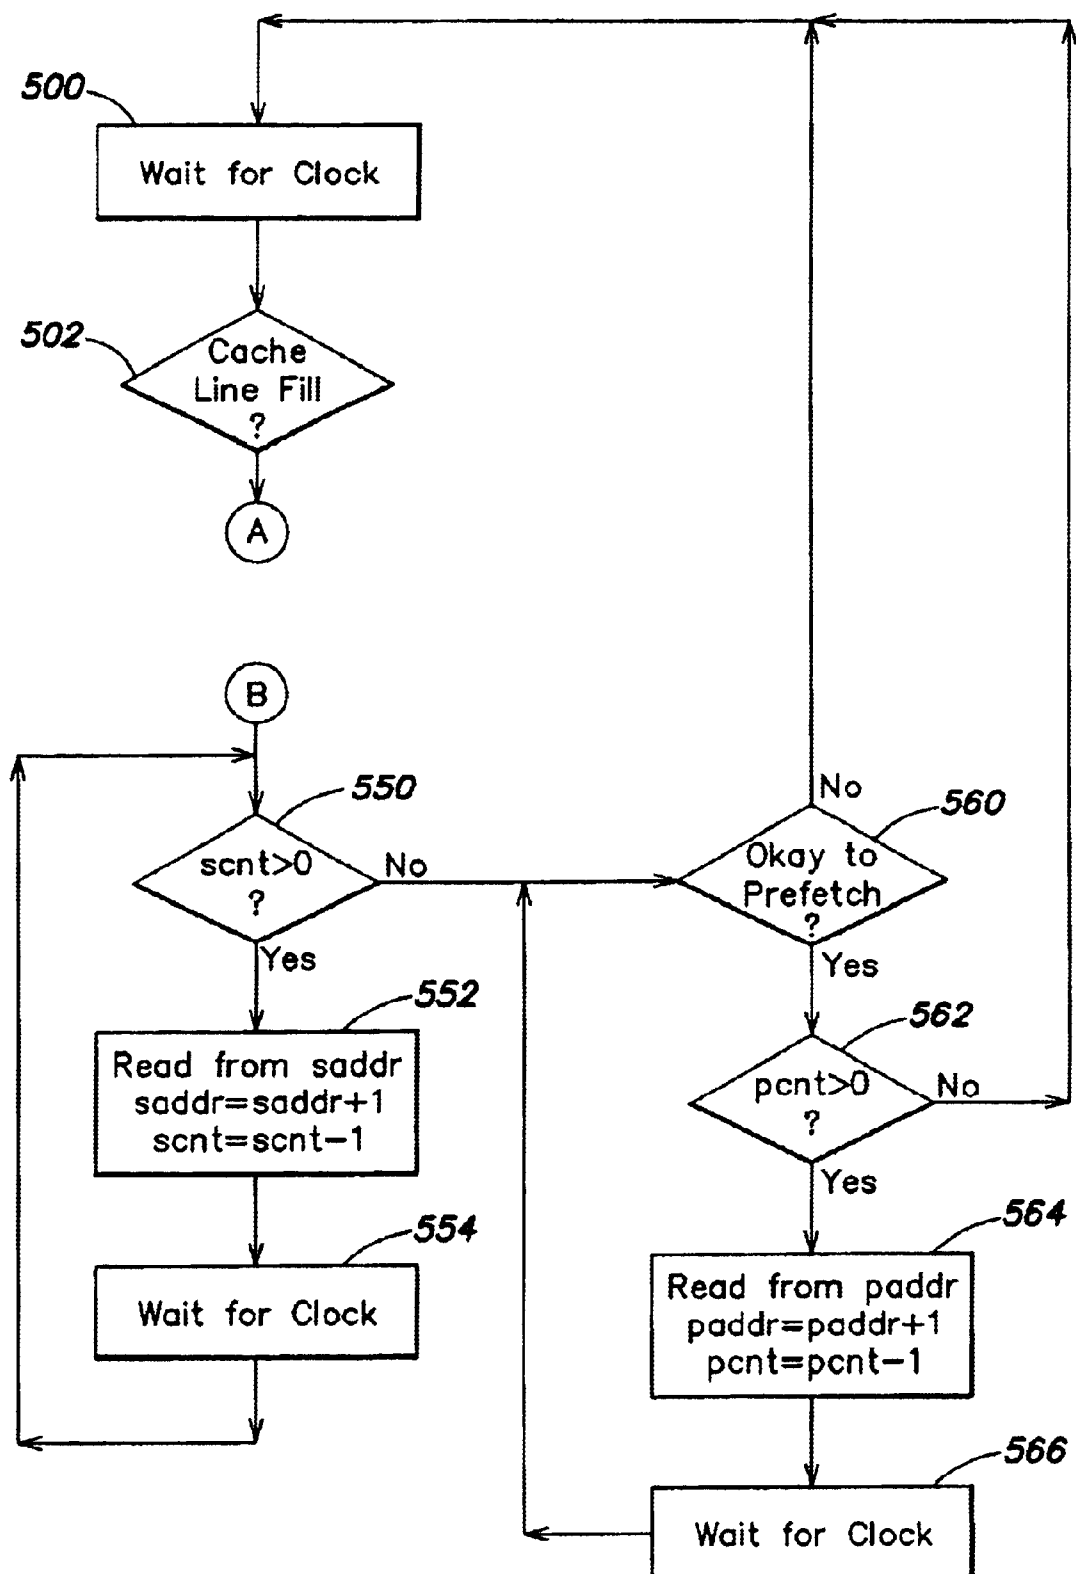 500
Wait for Clock
502
Cache
Line Fill
?
A
B
550
scnt>0
?
No
Yes
552
Read from saddr
saddr=saddr+1
scnt=scnt-1
554
Wait for Clock
No
560
Okay to
Prefetch
?
Yes
562
pcnt>0
?
No
Yes
564
Read from paddr
paddr=paddr+1
pcnt=pcnt-1
566
Wait for Clock